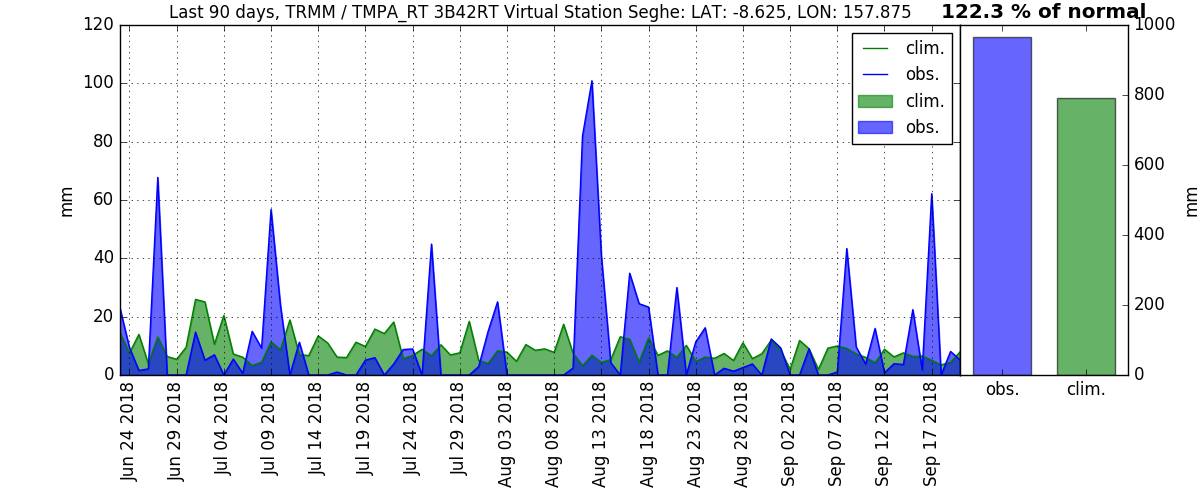 Last 90 days, TRMM / TMPA_RT 3B42RT Virtual Station Seghe: LAT: -8.625, LON: 157.875
122.3 % of normal
120
100
80
60
40
20
0
mm
clim.
obs.
clim.
obs.
1000
800
600
400
200
0
mm
obs.
clim.
Jun 24 2018
Jun 29 2018
Jul 04 2018
Jul 09 2018
Jul 14 2018
Jul 19 2018
Jul 24 2018
Jul 29 2018
Aug 03 2018
Aug 08 2018
Aug 13 2018
Aug 18 2018
Aug 23 2018
Aug 28 2018
Sep 02 2018
Sep 07 2018
Sep 12 2018
Sep 17 2018